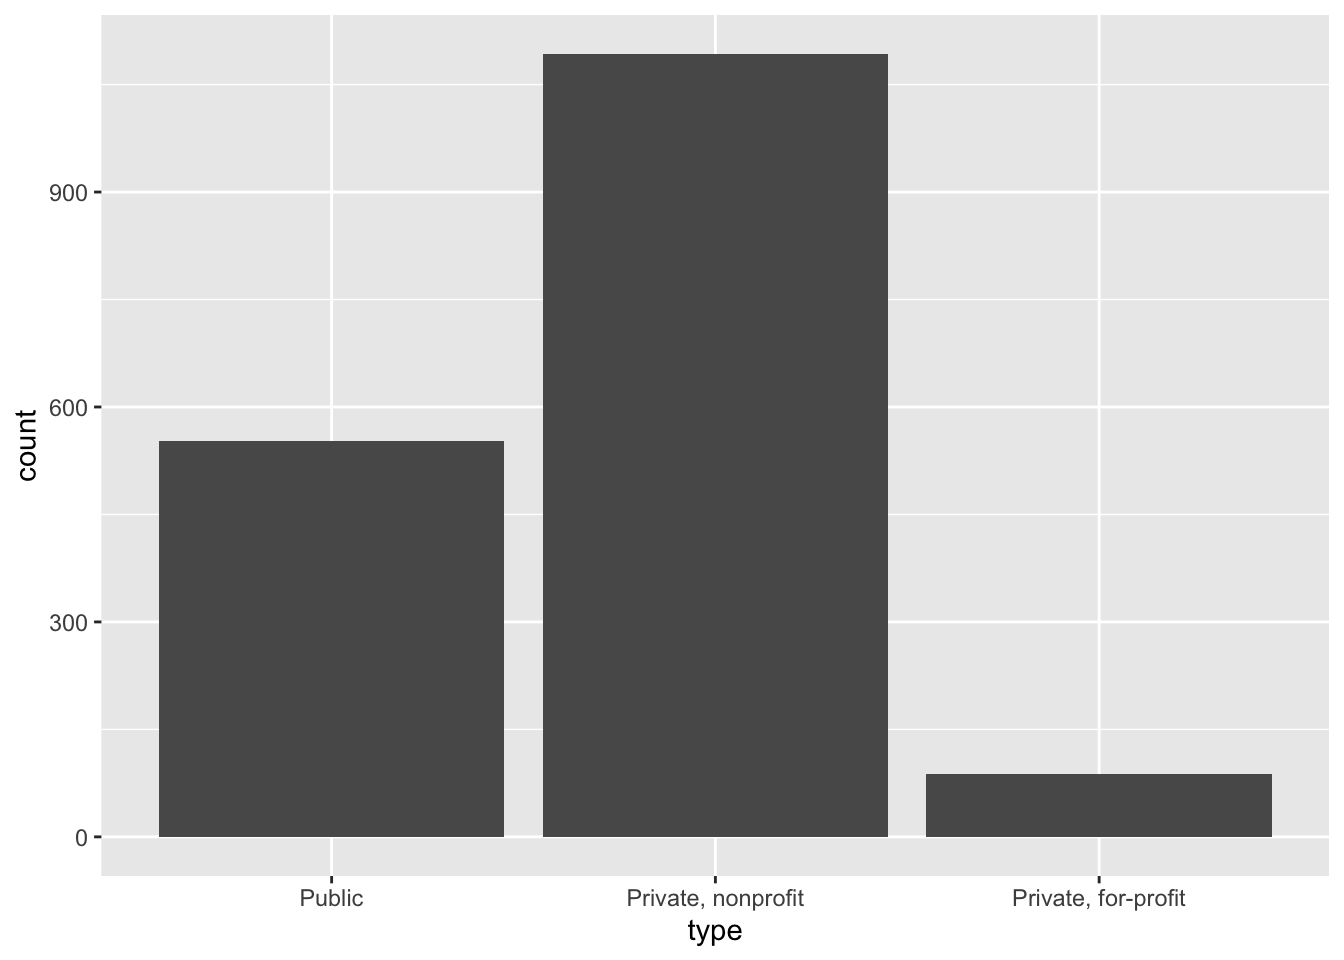 count
900
600
300
0
Public
Private, nonprofit
Private, for-profit
type